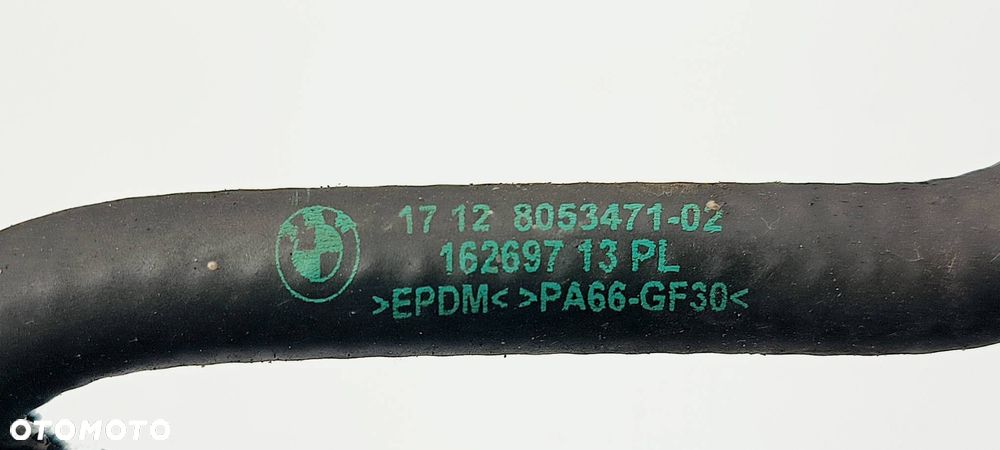 17 12 8053471-02
162697 13 PL
>EPDM< >PA66-GF30<
OTOMOTO